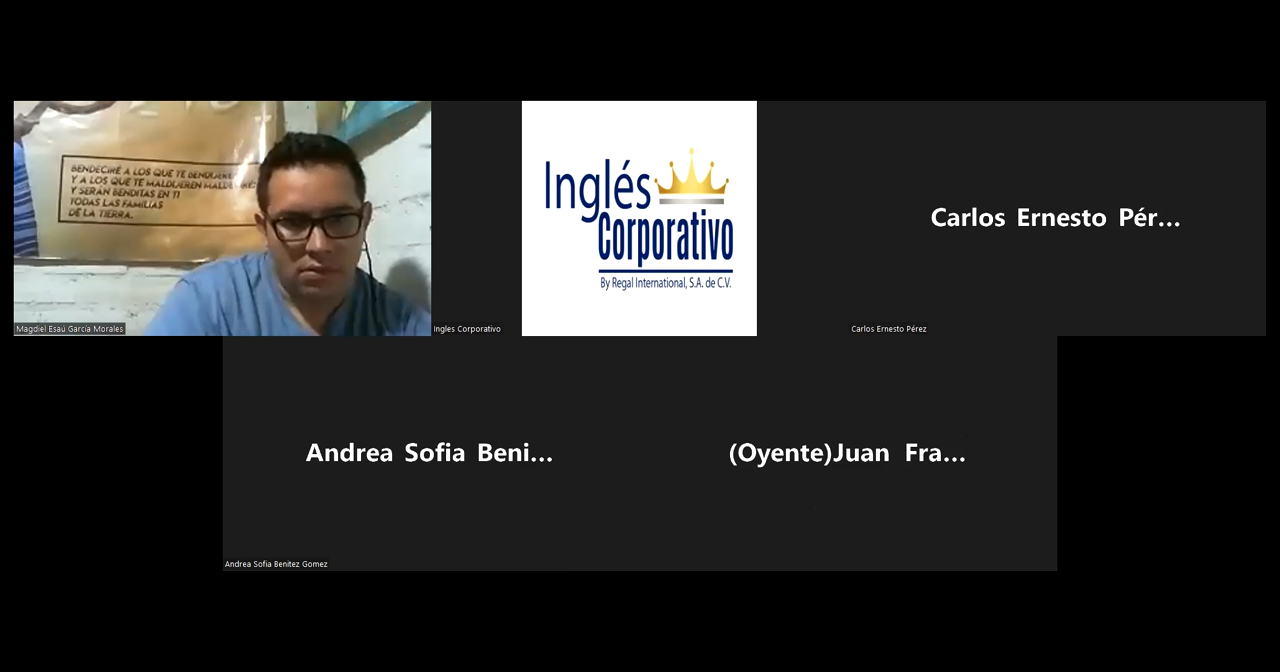 BENDECIRÉ A LOS QUE TE BENDIJEREN
Y A LOS QUE TE MALDIJEREN MALDECIRÉ;
Y SERÁN BENDITAS EN TI
TODAS LAS FAMILIAS
DE LA TIERRA.
Magdiel Esaú García Morales
Inglés
Corporativo
By Regal International, S.A. de C.V.
Ingles Corporativo
Carlos Ernesto Pér...
Carlos Ernesto Pérez
Andrea Sofia Beni...
Andrea Sofia Benitez Gomez
(Oyente)Juan Fra...